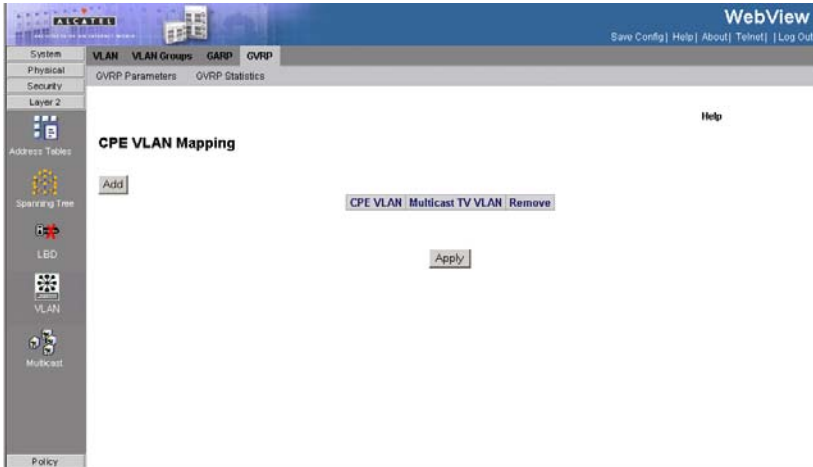 ALCATEL
WebView
Save Config| Help| About| Telnet| |Log Out
System
Physical
Security
Layer 2
VLAN VLAN Groups GARP GVRP
GVRP Parameters GVRP Statistics
Help
CPE VLAN Mapping
Add
CPE VLAN Multicast TV VLAN Remove
Apply
Address Tables
Spanning Tree
LBD
VLAN
Multicast
Policy